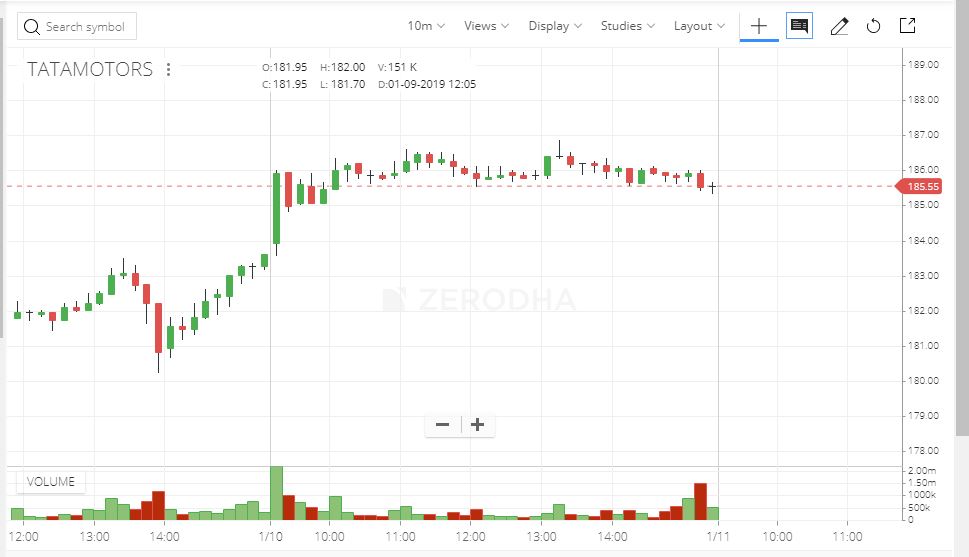 Search symbol 10m Views Display Studies Layout
TATAMOTORS O:181.95 H:182.00 V:151 K
C:181.95 L: 181.70 D:01-09-2019 12:05
189.00
188.00
187.00
186.00
185.55
185.00
184.00
183.00
ZERODHA
182.00
181.00
180.00
179.00
178.00
VOLUME
2.00m
1.50m
1000k
500k
0
12:00 13:00 14:00 1/10 10:00 11:00 12:00 13:00 14:00 1/11 10:00 11:00